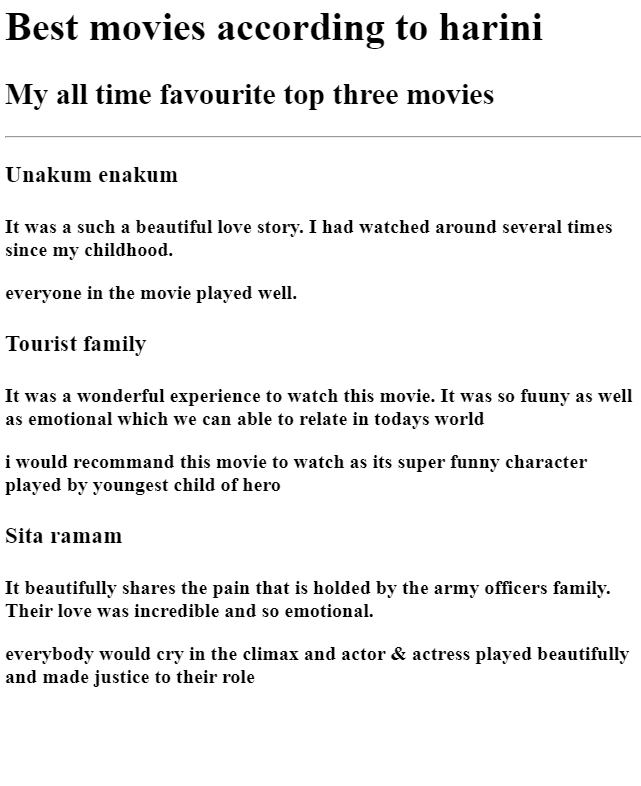 Best movies according to harini
My all time favourite top three movies
Unakum enakum
It was a such a beautiful love story. I had watched around several times
since my childhood.
everyone in the movie played well.
Tourist family
It was a wonderful experience to watch this movie. It was so fuuny as well
as emotional which we can able to relate in todays world
i would recommand this movie to watch as its super funny character
played by youngest child of hero
Sita ramam
It beautifully shares the pain that is holded by the army officers family.
Their love was incredible and so emotional.
everybody would cry in the climax and actor & actress played beautifully
and made justice to their role